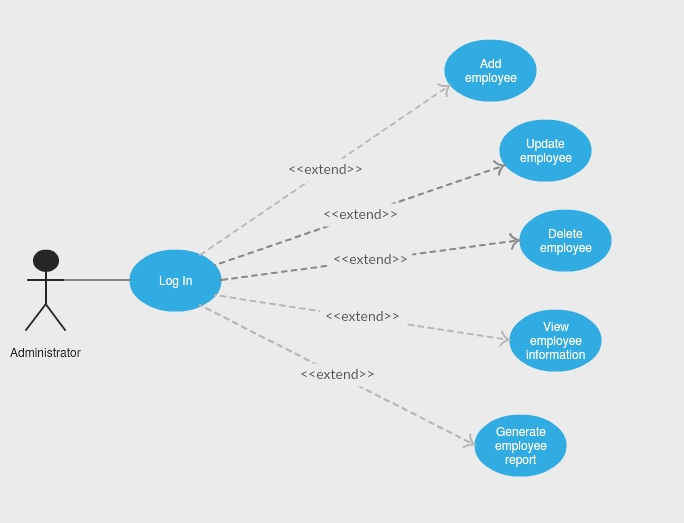 Add
employee
<<extend>>
Update
employee
<<extend>>
Delete
employee
<<extend>>
Log In
Administrator
<<extend>>
View
employee
information
<<extend>>
Generate
employee
report